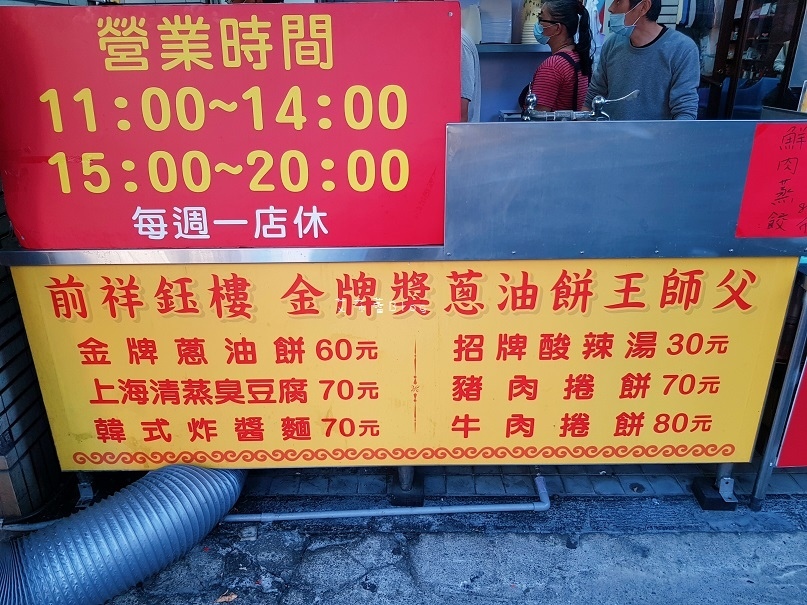 營業時間
11:00~14:00
15:00~20:00
每週一店休
鮮肉蒸餃
前祥鈺樓 金牌獎蔥油餅王師父
金牌蔥油餅60元
上海清蒸臭豆腐70元
韓式炸醬麵70元
招牌酸辣湯30元
豬肉捲餅70元
牛肉捲餅80元